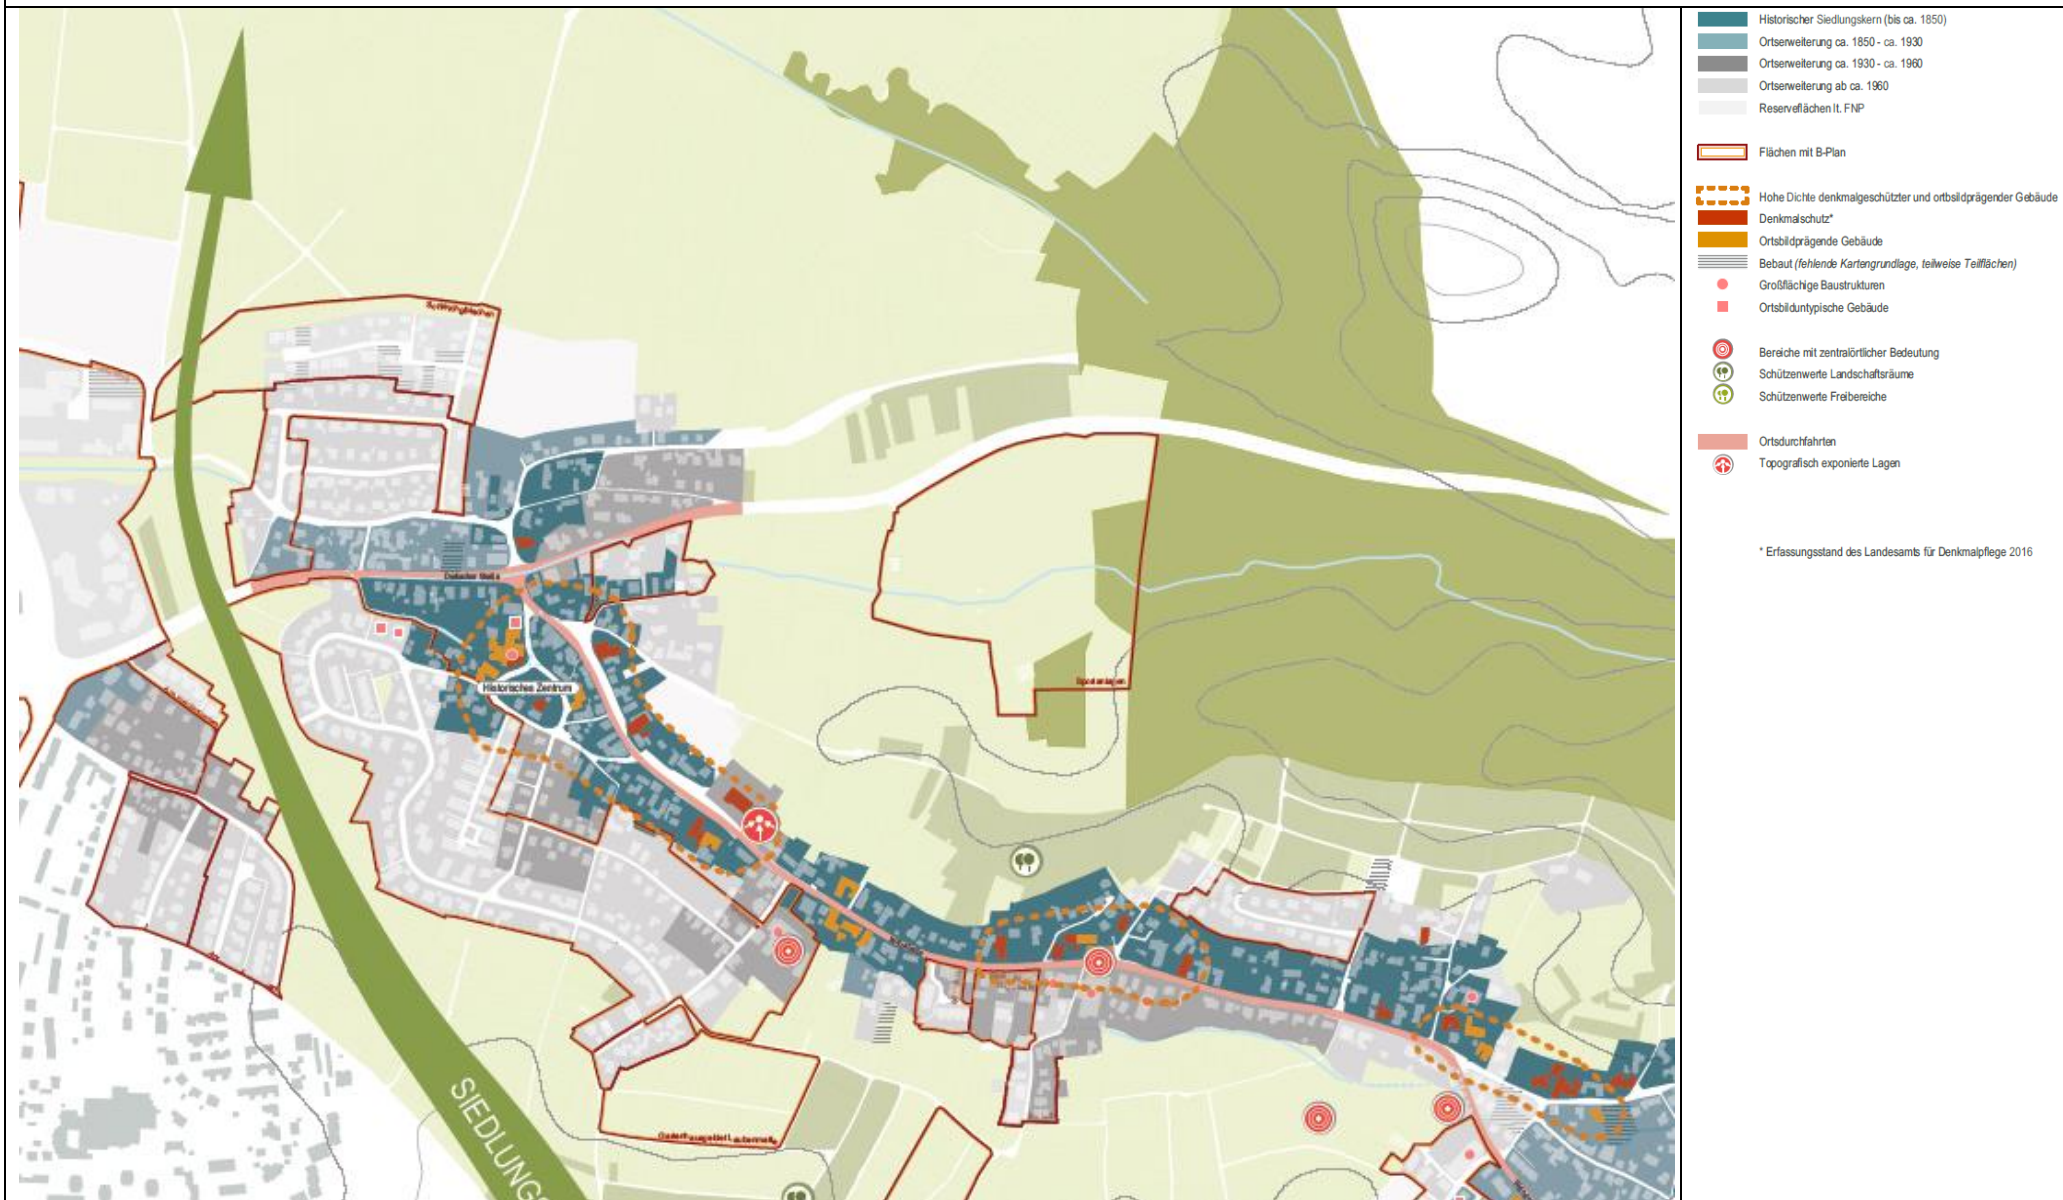 Historischer Siedlungskern (bis ca. 1850)
Ortserweiterung ca. 1850 - ca. 1930
Ortserweiterung ca. 1930 - ca. 1960
Ortserweiterung ab ca. 1960
Reserveflächen lt. FNP
Flächen mit B-Plan
Hohe Dichte denkmalgeschützter und ortbsildprägender Gebäude
Denkmalschutz*
Ortsbildprägende Gebäude
Bebaut (fehlende Kartengrundlage, teilweise Teilflächen)
Großflächige Baustrukturen
Ortsbilduntypische Gebäude
Bereiche mit zentralörtlicher Bedeutung
Schützenwerte Landschaftsräume
Schützenwerte Freibereiche
Ortsdurchfahrten
Topografisch exponierte Lagen
* Erfassungsstand des Landesamts für Denkmalpflege 2016
Historisches Zentrum
Sportanlagen
SIEDLUNGS